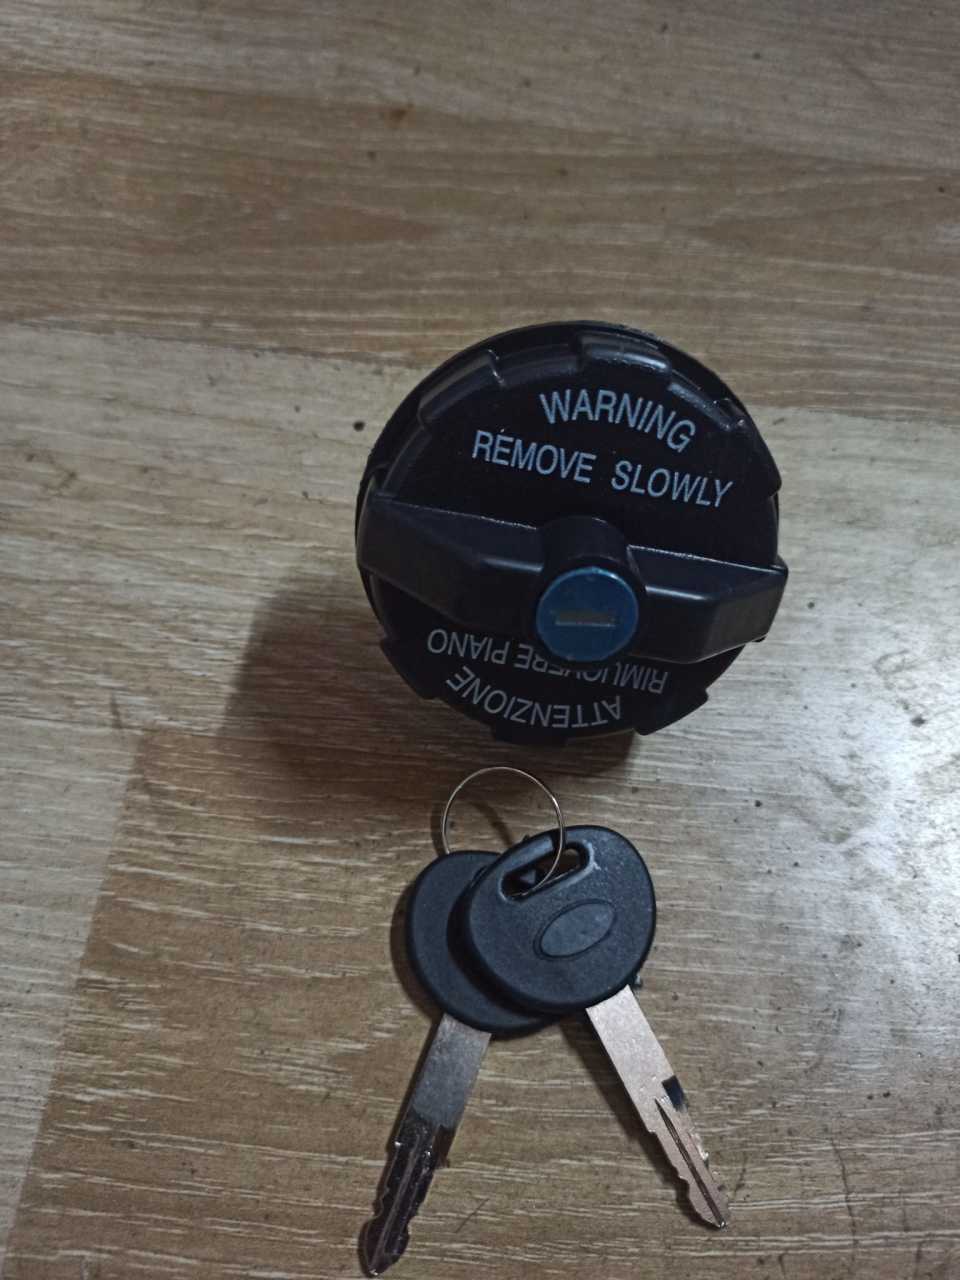 WARNING
REMOVE SLOWLY
ATTENZIONE
RIMUOVERE PIANO